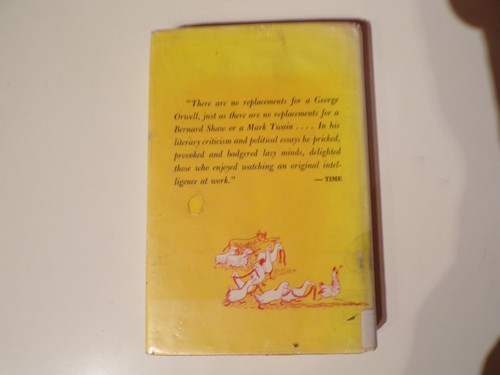 "There are no replacements for a George
Orwell, just as there are no replacements for a
Bernard Shaw or a Mark Twain . . . . In his
literary criticism and political essays he pricked,
provoked and badgered lazy minds, delighted
those who enjoyed watching an original intel-
ligence at work."
— TIME